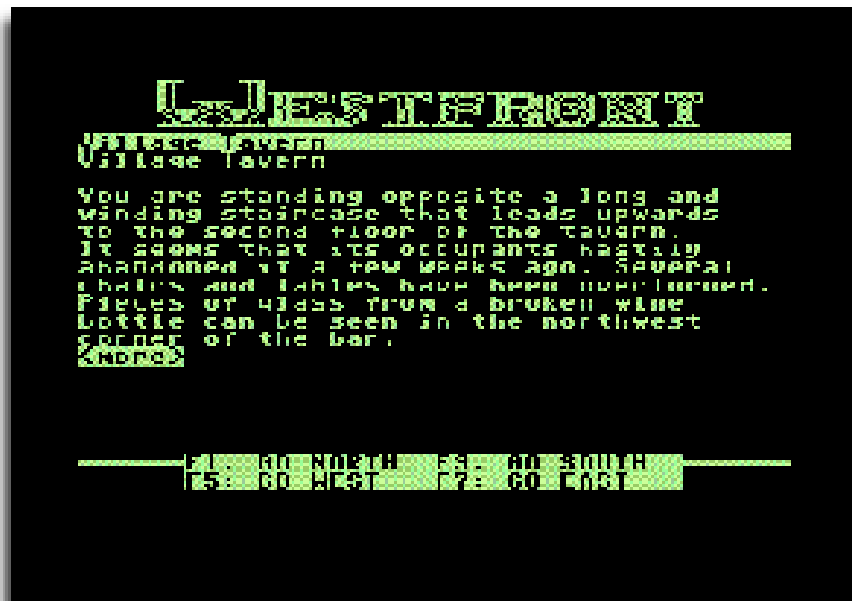 WESTFRONT
Village Tavern
Village Tavern
You are standing opposite a long and
winding staircase that leads upwards
to the second floor of the tavern.
It seems that its occupants hastily
abandoned it a few weeks ago. Several
chairs and tables have been overturned.
Pieces of glass from a broken wine
bottle can be seen in the northwest
corner of the bar.
<MORE>
F1: GO NORTH F3: GO SOUTH
F5: GO WEST F7: GO EAST